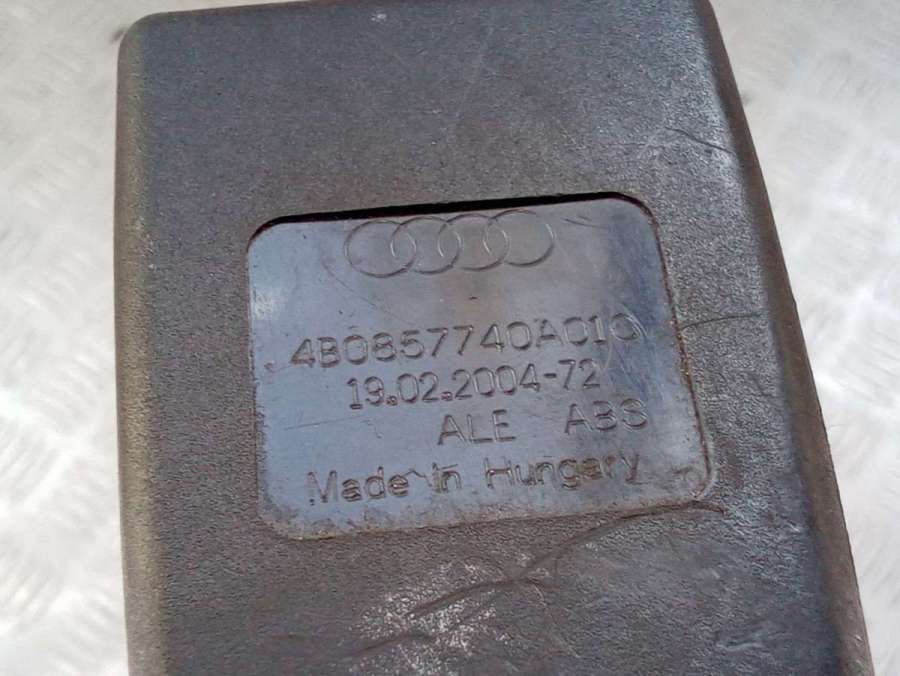 4B0857740A01C
19.02.2004-72
ALE ABS
Made in Hungary